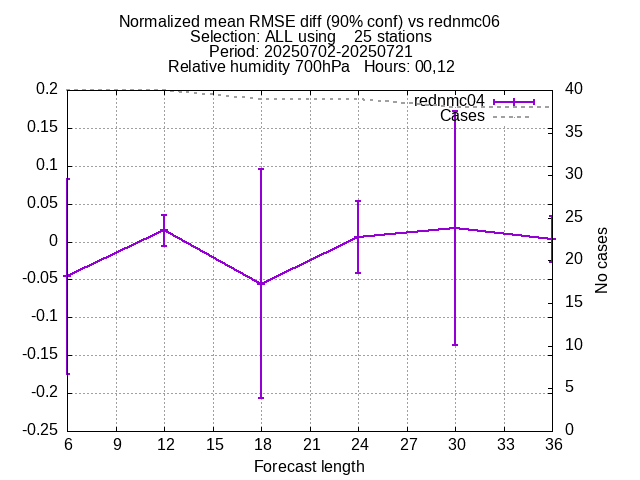 Normalized mean RMSE diff (90% conf) vs rednmc06
Selection: ALL using    25 stations
Period: 20250702-20250721
Relative humidity 700hPa   Hours: 00,12
0.2
0.15
0.1
0.05
0
-0.05
-0.1
-0.15
-0.2
-0.25
40
35
30
25
20
15
10
5
0
rednmc04
Cases
No cases
6 9 12 15 18 21 24 27 30 33 36
Forecast length